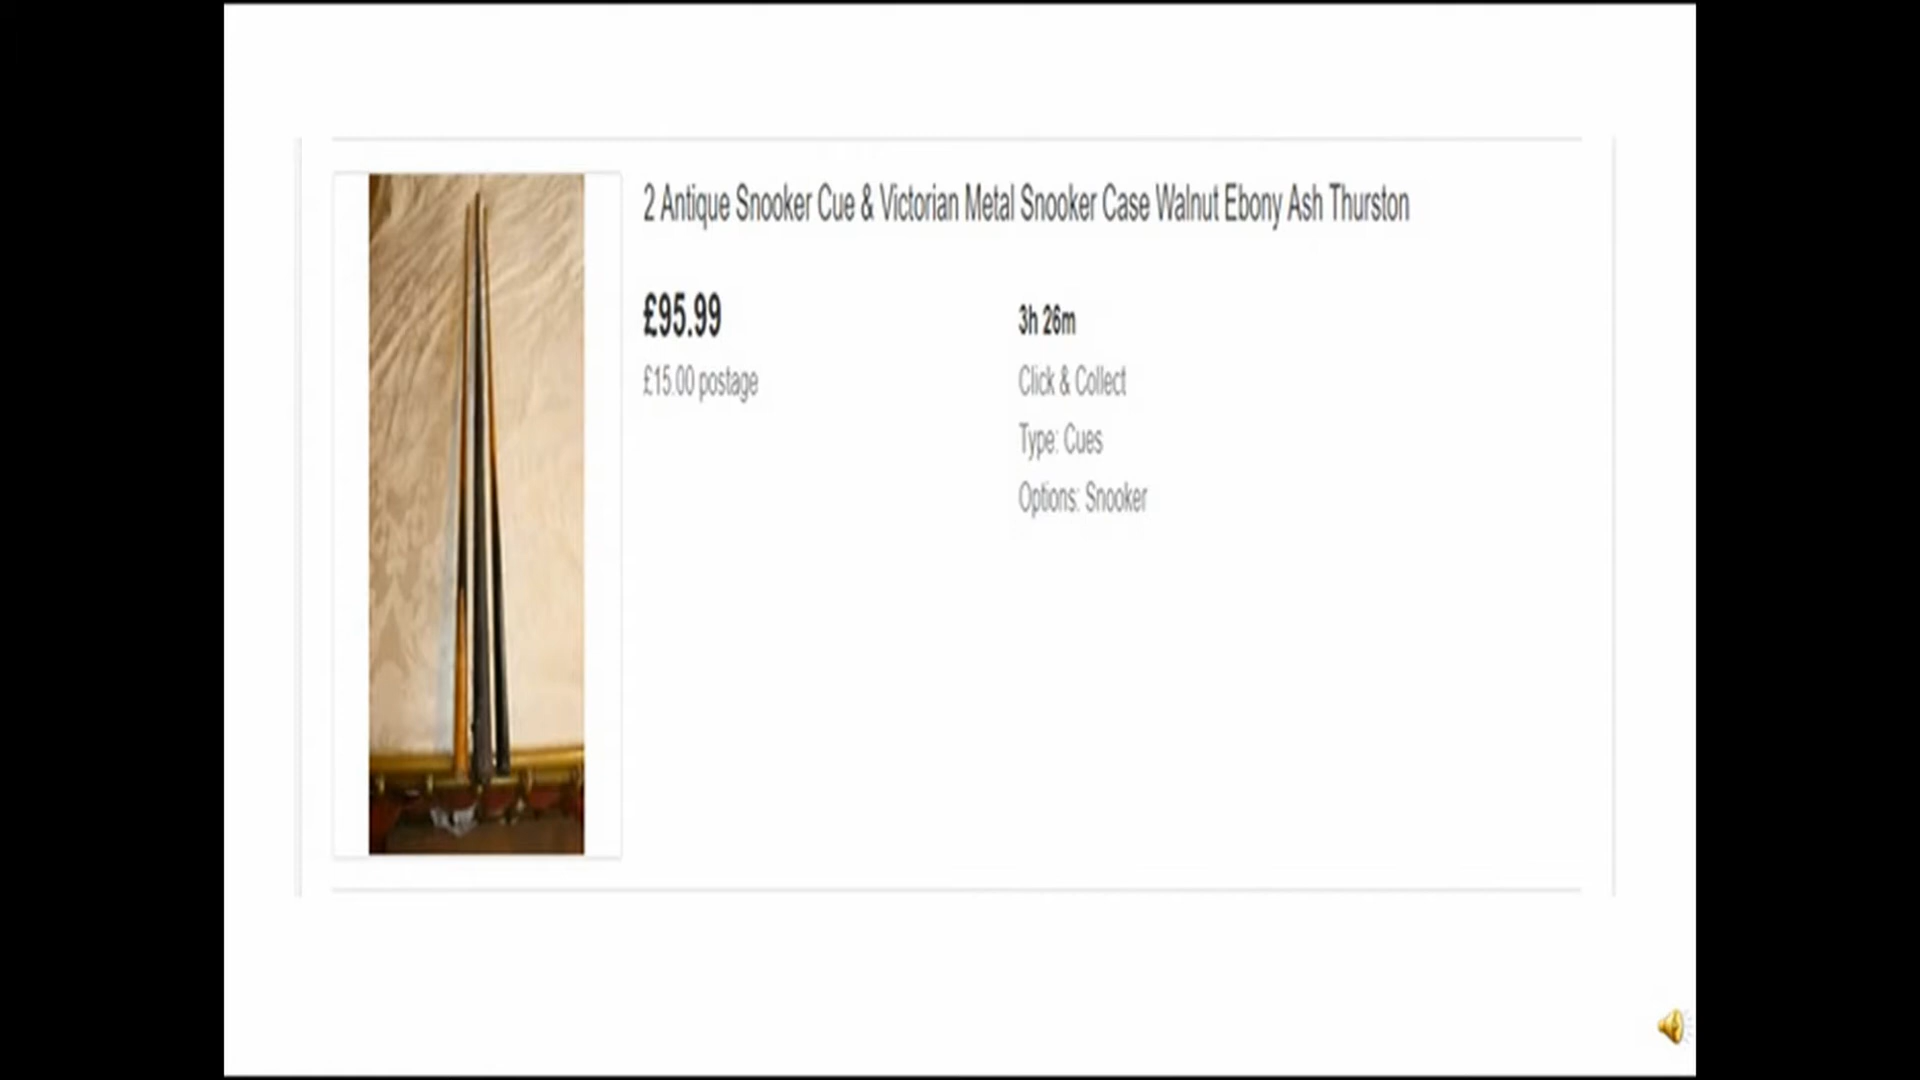 2 Antique Snooker Cue & Victorian Metal Snooker Case Walnut Ebony Ash Thurston
£95.99
£15.00 postage
3h 26m
Click & Collect
Type: Cues
Options: Snooker